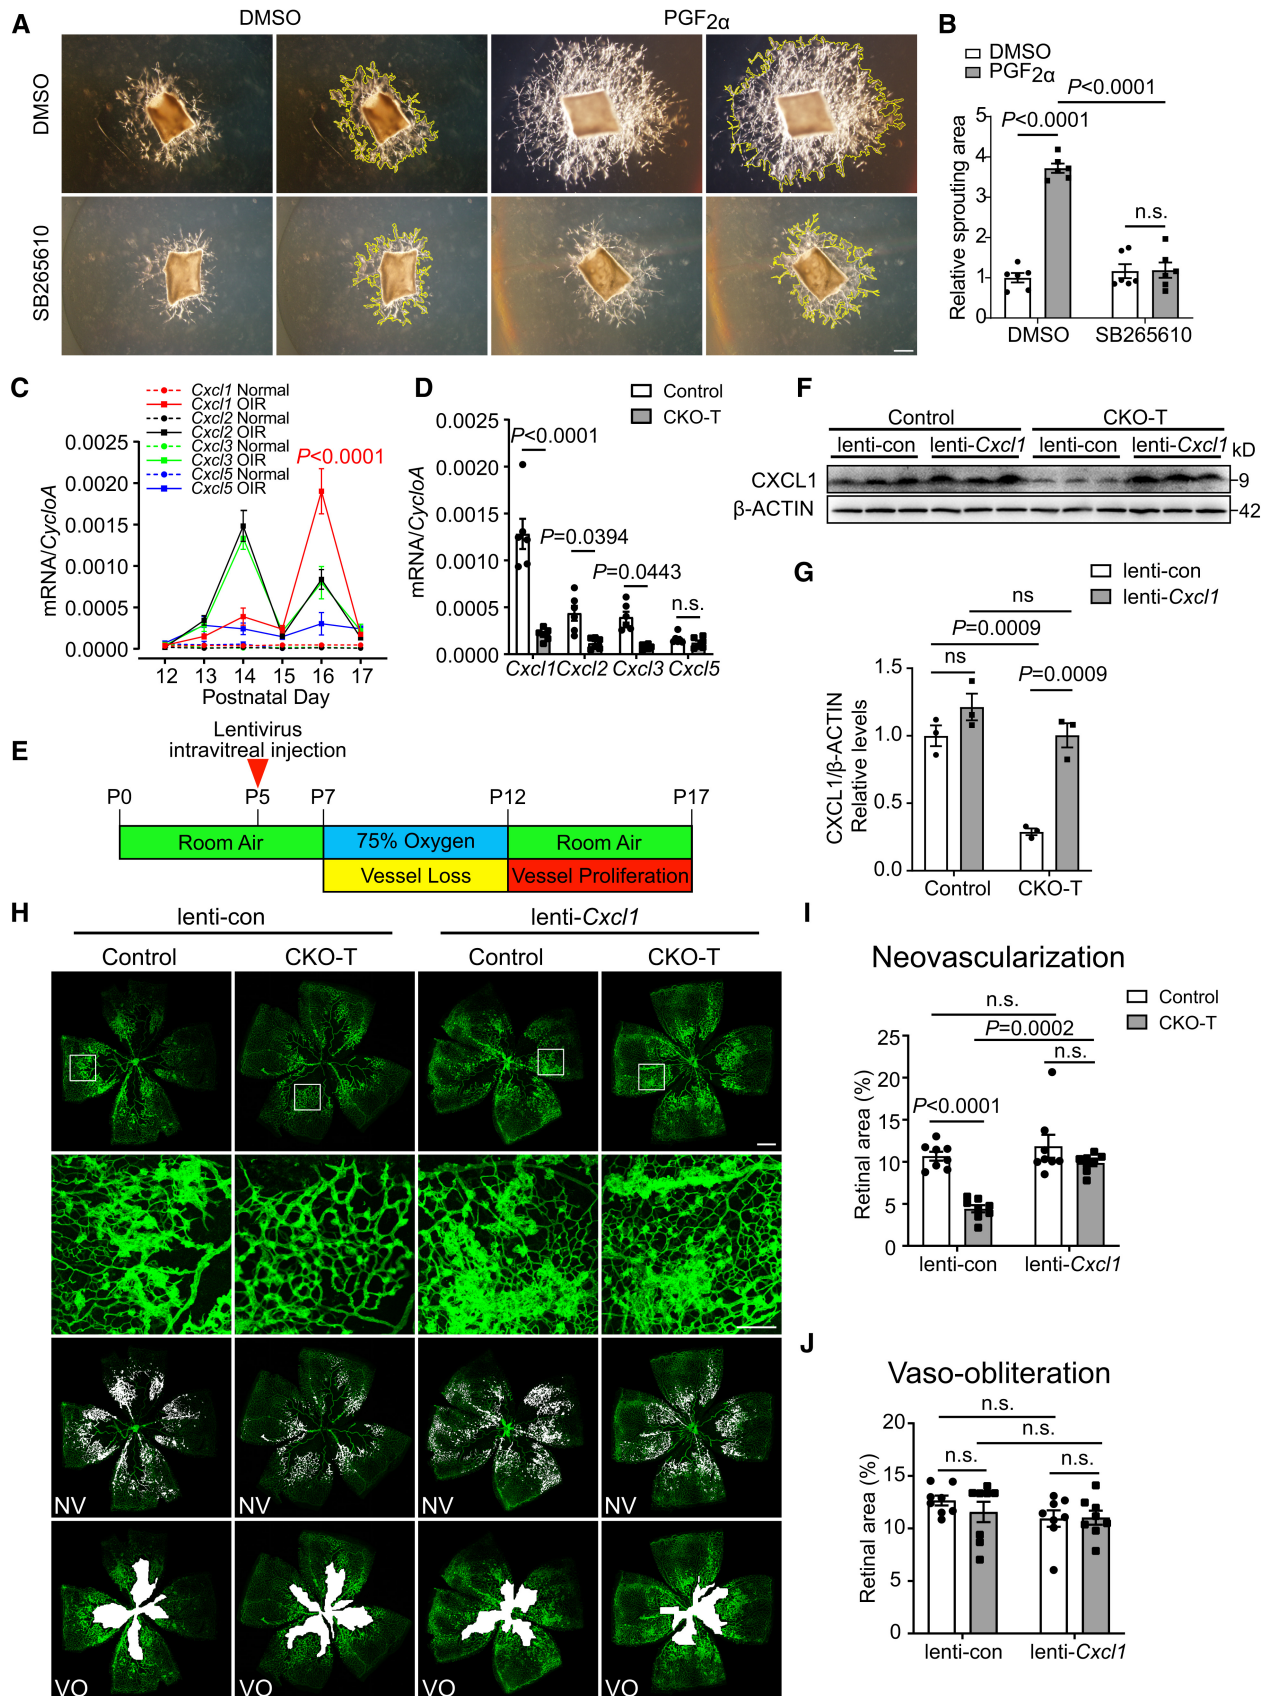 A
DMSO
PGF2α
DMSO
SB265610
B
DMSO
PGF2α
P<0.0001
P<0.0001
n.s.
Relative sprouting area
5
4
3
2
1
0
DMSO
SB265610
C
Cxcl1 Normal
Cxcl1 OIR
Cxcl2 Normal
Cxcl2 OIR
Cxcl3 Normal
Cxcl3 OIR
Cxcl5 Normal
Cxcl5 OIR
P<0.0001
mRNA/CycloA
0.0025
0.0020
0.0015
0.0010
0.0005
0.0000
12 13 14 15 16 17
Postnatal Day
D
Control
CKO-T
mRNA/CycloA
0.0025
0.0020
0.0015
0.0010
0.0005
0.0000
P<0.0001
P=0.0394
P=0.0443
n.s.
Cxcl1 Cxcl2 Cxcl3 Cxcl5
E
Lentivirus
intravitreal injection
P0 P5 P7 P12 P17
Room Air 75% Oxygen Room Air
Vessel Loss Vessel Proliferation
F
Control CKO-T
lenti-con lenti-Cxcl1 lenti-con lenti-Cxcl1 kD
CXCL1 9
β-ACTIN 42
G
lenti-con
lenti-Cxcl1
ns
P=0.0009
ns
P=0.0009
CXCL1/β-ACTIN
Relative levels
1.5
1.0
0.5
0.0
Control CKO-T
H
lenti-con lenti-Cxcl1
Control CKO-T Control CKO-T
NV NV NV NV
VO VO VO VO
I
Neovascularization
Control
CKO-T
n.s.
P=0.0002
n.s.
P<0.0001
Retinal area (%)
25
20
15
10
5
0
lenti-con lenti-Cxcl1
J
Vaso-obliteration
n.s.
n.s.
n.s.
n.s.
Retinal area (%)
20
15
10
5
0
lenti-con lenti-Cxcl1